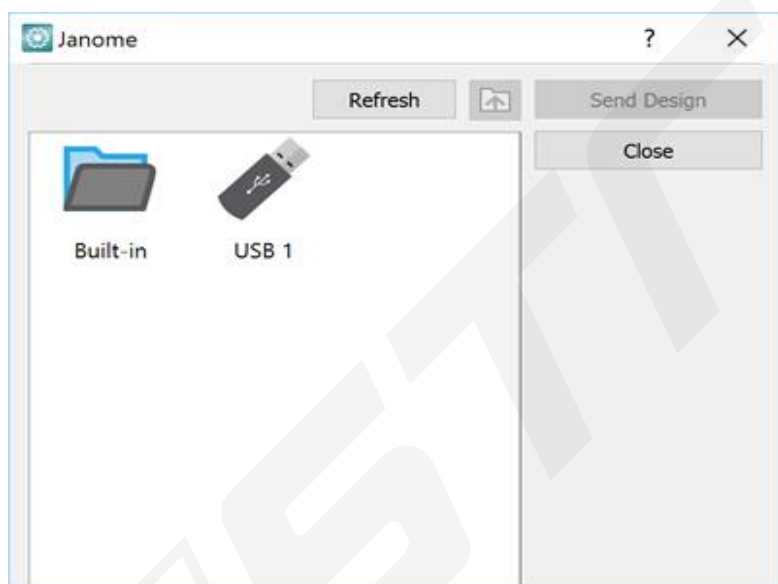 Janome
?
Refresh
Send Design
Close
Built-in
USB 1